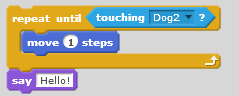 repeat until touching Dog2 ?
move 1 steps
say Hello!